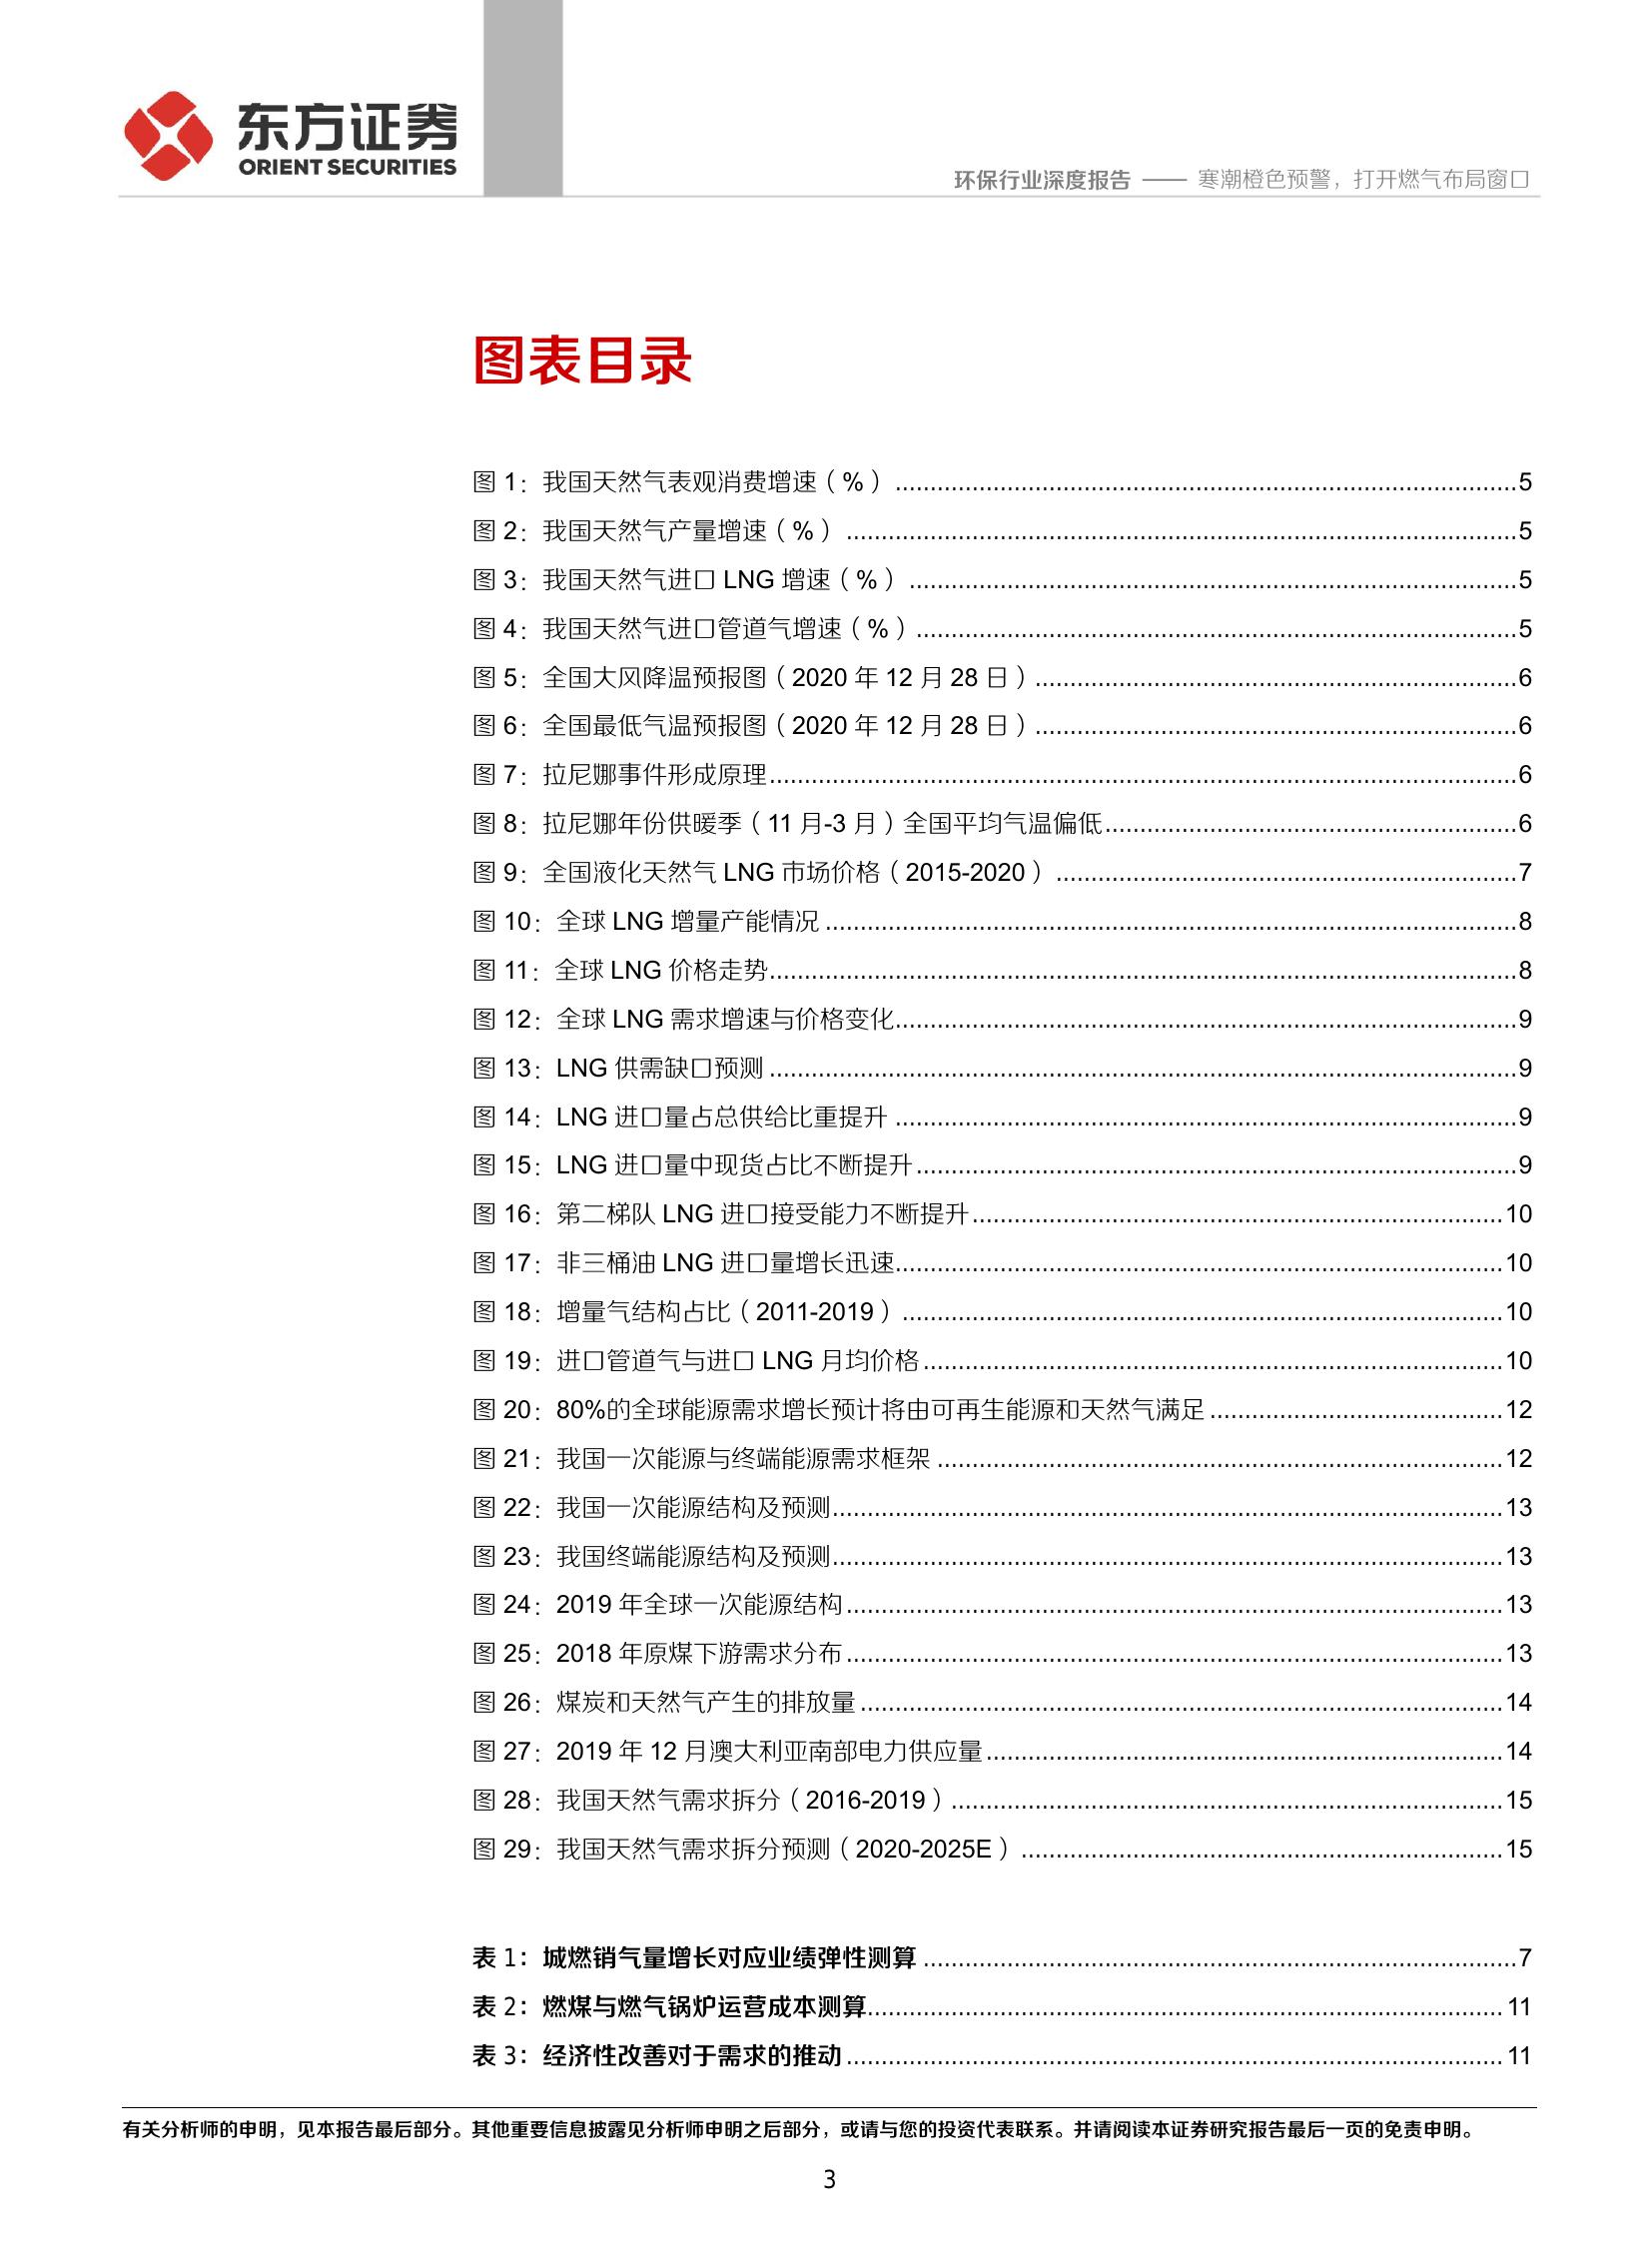 东方证券
ORIENT SECURITIES
环保行业深度报告 —— 寒潮橙色预警，打开燃气布局窗口
图表目录
图 1：我国天然气表观消费增速（%）....................5
图 2：我国天然气产量增速（%）....................5
图 3：我国天然气进口 LNG 增速（%）....................5
图 4：我国天然气进口管道气增速（%）....................5
图 5：全国大风降温预报图（2020 年 12 月 28 日）....................6
图 6：全国最低气温预报图（2020 年 12 月 28 日）....................6
图 7：拉尼娜事件形成原理....................6
图 8：拉尼娜年份供暖季（11 月-3 月）全国平均气温偏低....................6
图 9：全国液化天然气 LNG 市场价格（2015-2020）....................7
图 10：全球 LNG 增量产能情况....................8
图 11：全球 LNG 价格走势....................8
图 12：全球 LNG 需求增速与价格变化....................9
图 13：LNG 供需缺口预测....................9
图 14：LNG 进口量占总供给比重提升....................9
图 15：LNG 进口量中现货占比不断提升....................9
图 16：第二梯队 LNG 进口接受能力不断提升....................10
图 17：非三桶油 LNG 进口量增长迅速....................10
图 18：增量气结构占比（2011-2019）....................10
图 19：进口管道气与进口 LNG 月均价格....................10
图 20：80%的全球能源需求增长预计将由可再生能源和天然气满足....................12
图 21：我国一次能源与终端能源需求框架....................12
图 22：我国一次能源结构及预测....................13
图 23：我国终端能源结构及预测....................13
图 24：2019 年全球一次能源结构....................13
图 25：2018 年原煤下游需求分布....................13
图 26：煤炭和天然气产生的排放量....................14
图 27：2019 年 12 月澳大利亚南部电力供应量....................14
图 28：我国天然气需求拆分（2016-2019）....................15
图 29：我国天然气需求拆分预测（2020-2025E）....................15
表 1：城燃销气量增长对应业绩弹性测算....................7
表 2：燃煤与燃气锅炉运营成本测算....................11
表 3：经济性改善对于需求的推动....................11
有关分析师的申明，见本报告最后部分。其他重要信息披露见分析师申明之后部分，或请与您的投资代表联系。并请阅读本证券研究报告最后一页的免责申明。
3